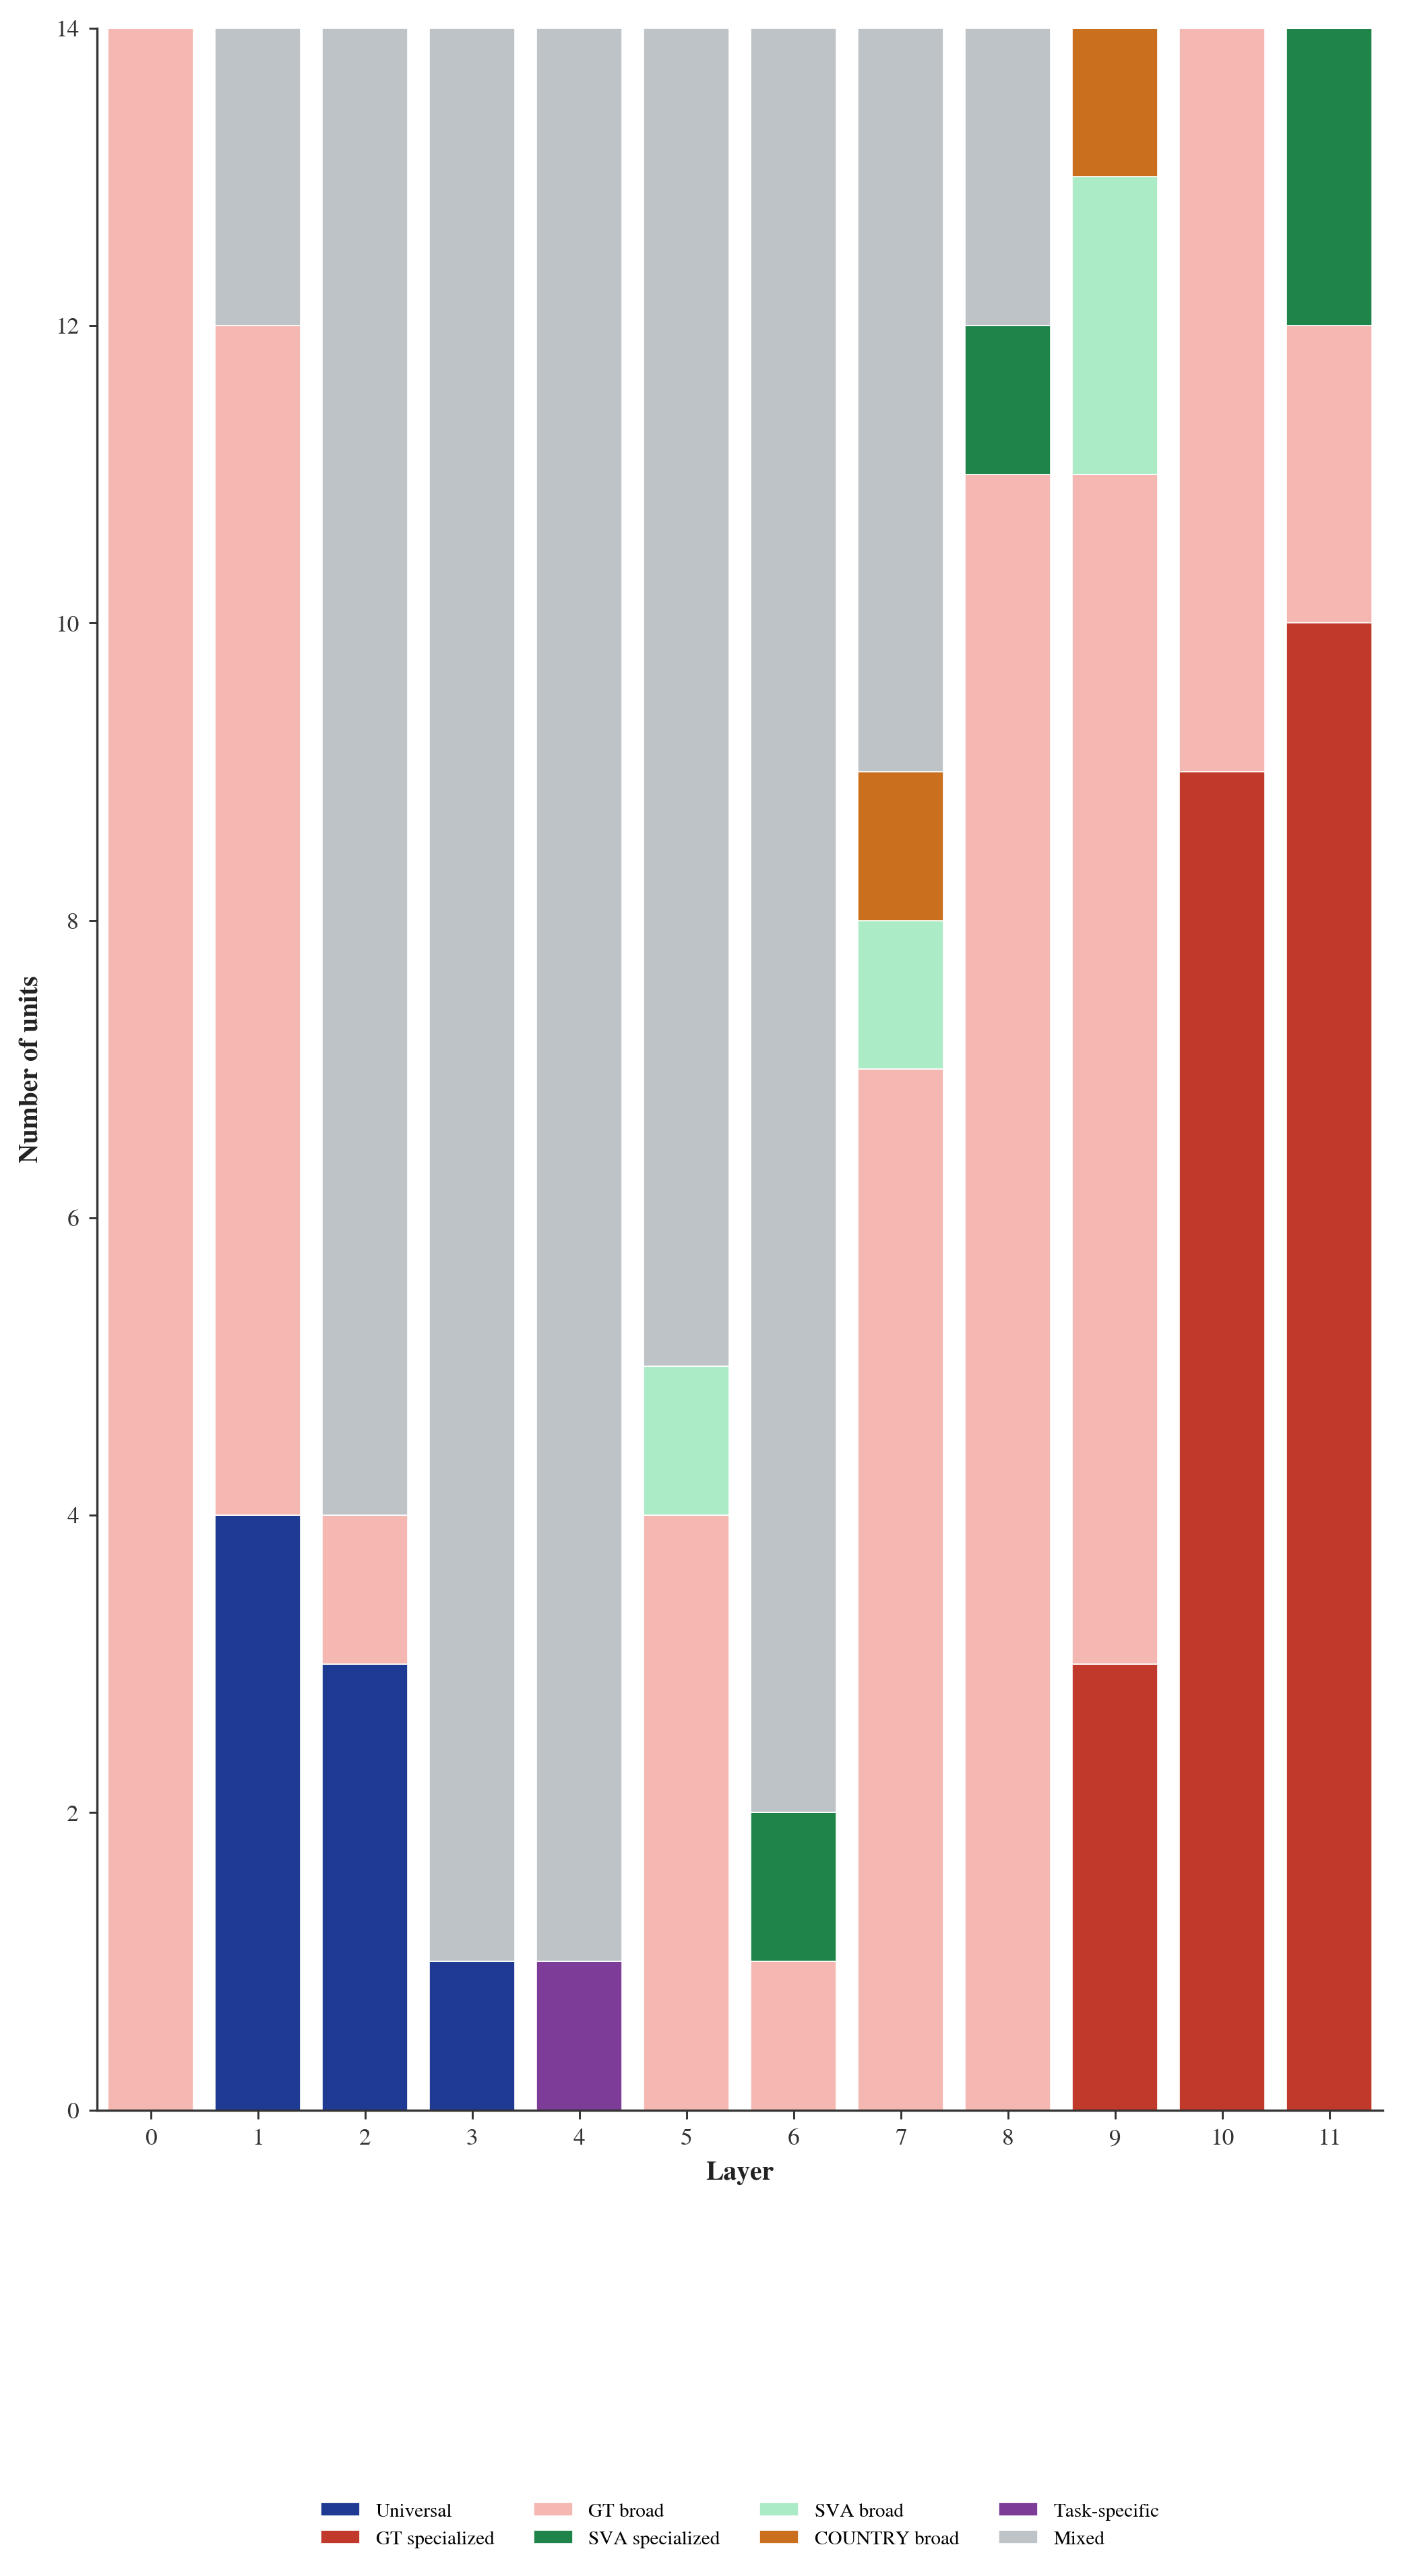 14
12
10
8
6
4
2
0
Number of units
0 1 2 3 4 5 6 7 8 9 10 11
Layer
Universal GT broad SVA broad Task-specific
GT specialized SVA specialized COUNTRY broad Mixed